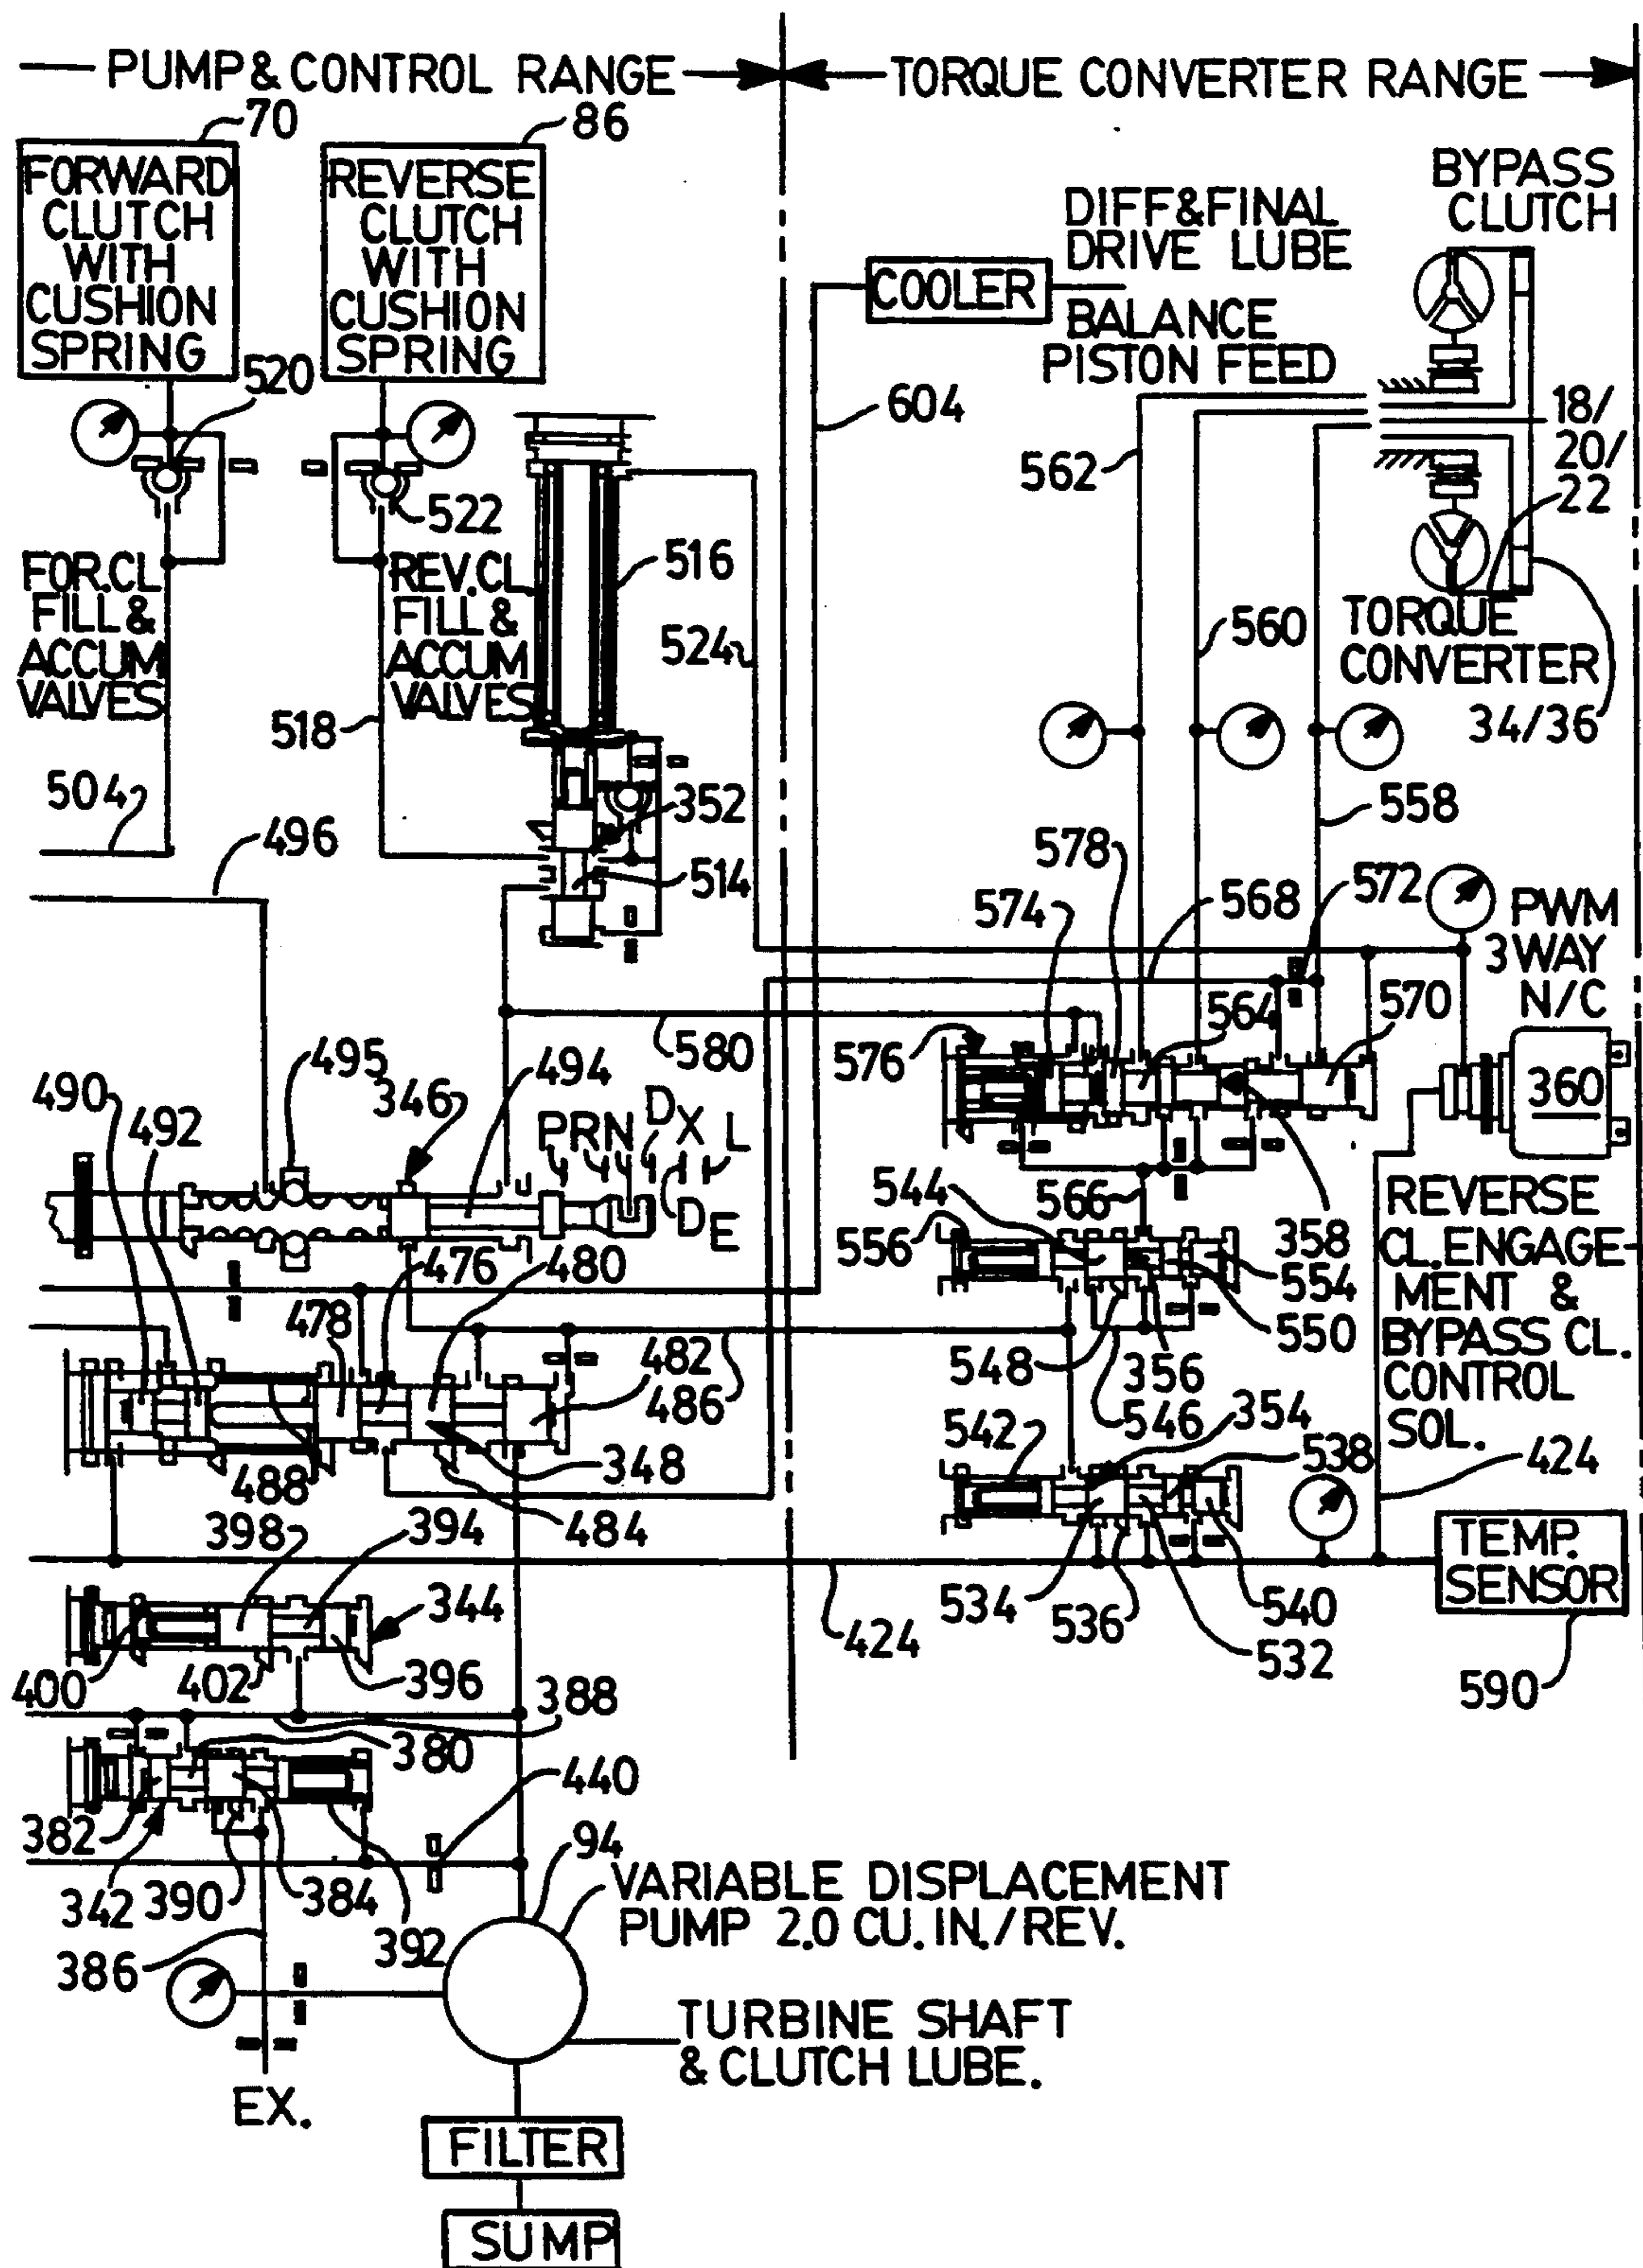 PUMP & CONTROL RANGE
TORQUE CONVERTER RANGE
70
86
FORWARD
CLUTCH
WITH
CUSHION
SPRING
REVERSE
CLUTCH
WITH
CUSHION
SPRING
DIFF & FINAL
DRIVE LUBE
COOLER
BALANCE
PISTON FEED
BYPASS
CLUTCH
520
522
604
562
18/
20/
22
FOR. CL
FILL &
ACCUM
VALVES
REV. CL
FILL &
ACCUM
VALVES
516
524
560
TORQUE
CONVERTER
34/36
518
504
496
352
514
558
578
574
568
572
PWM
3 WAY
N/C
570
564
576
580
360
495
346
494
490
492
P R N D X L
D E
544
566
556
358
554
550
REVERSE
CL. ENGAGE-
MENT &
BYPASS CL.
CONTROL
SOL.
476
480
478
482
486
548
356
546
354
542
538
424
488
348
484
398
394
344
TEMP.
SENSOR
534
536
540
532
590
424
400
402
396
388
380
440
382
342
390
384
392
94
VARIABLE DISPLACEMENT
PUMP 2.0 CU. IN./REV.
386
TURBINE SHAFT
& CLUTCH LUBE.
EX.
FILTER
SUMP